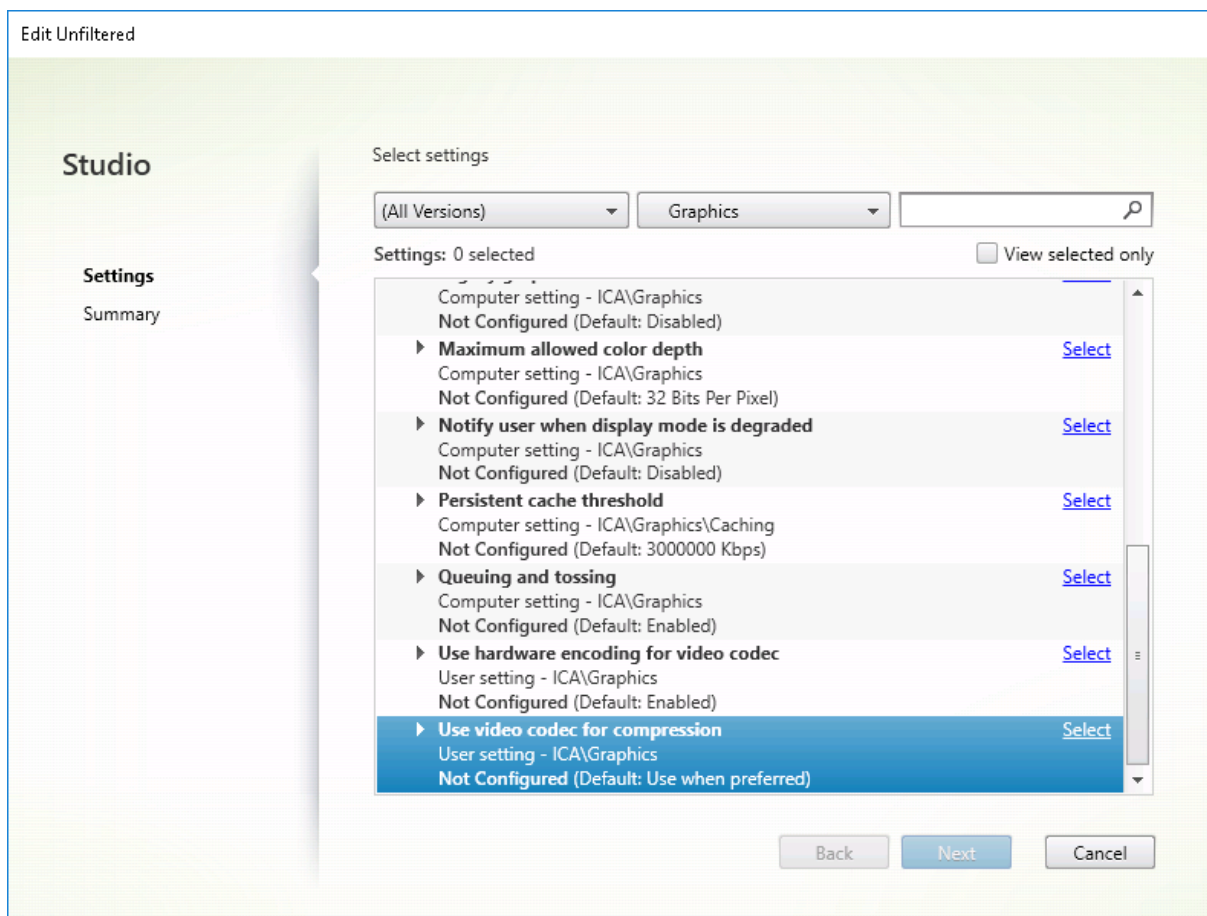 Edit Unfiltered
Studio
Settings
Summary
Select settings
(All Versions)
Graphics
Settings: 0 selected
View selected only
Computer setting - ICA\Graphics
Not Configured (Default: Disabled)
Maximum allowed color depth Select
Computer setting - ICA\Graphics
Not Configured (Default: 32 Bits Per Pixel)
Notify user when display mode is degraded Select
Computer setting - ICA\Graphics
Not Configured (Default: Disabled)
Persistent cache threshold Select
Computer setting - ICA\Graphics\Caching
Not Configured (Default: 3000000 Kbps)
Queuing and tossing Select
Computer setting - ICA\Graphics
Not Configured (Default: Enabled)
Use hardware encoding for video codec Select
User setting - ICA\Graphics
Not Configured (Default: Enabled)
Use video codec for compression Select
User setting - ICA\Graphics
Not Configured (Default: Use when preferred)
Back
Next
Cancel